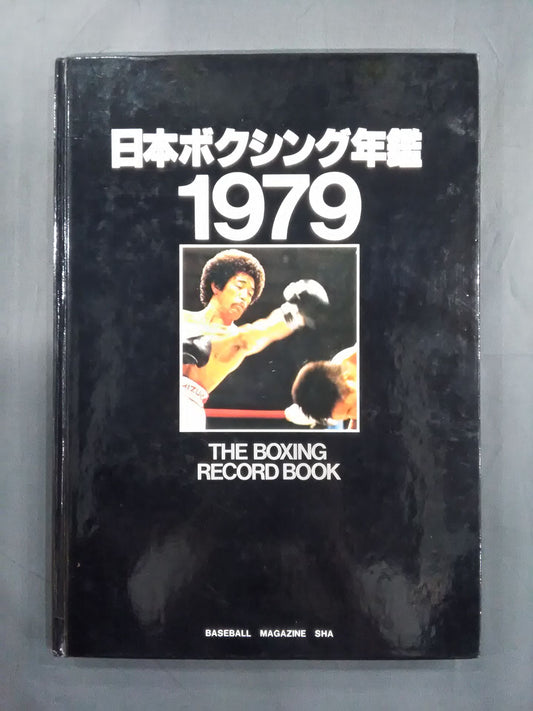 日本ボクシング年鑑
1979
THE BOXING
RECORD BOOK
BASEBALL MAGAZINE SHA